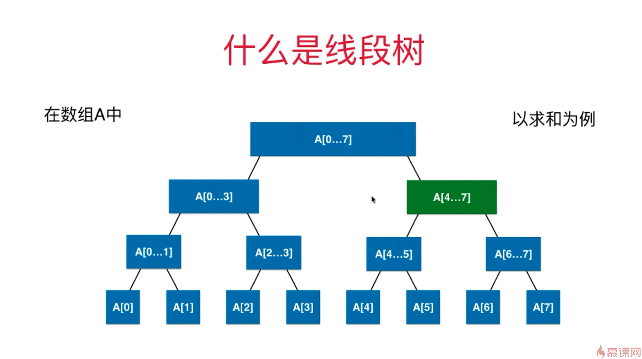 什么是线段树
在数组A中
以求和为例
A[0…7]
A[0…3]
A[4…7]
A[0…1]
A[2…3]
A[4…5]
A[6…7]
A[0]
A[1]
A[2]
A[3]
A[4]
A[5]
A[6]
A[7]
慕课网